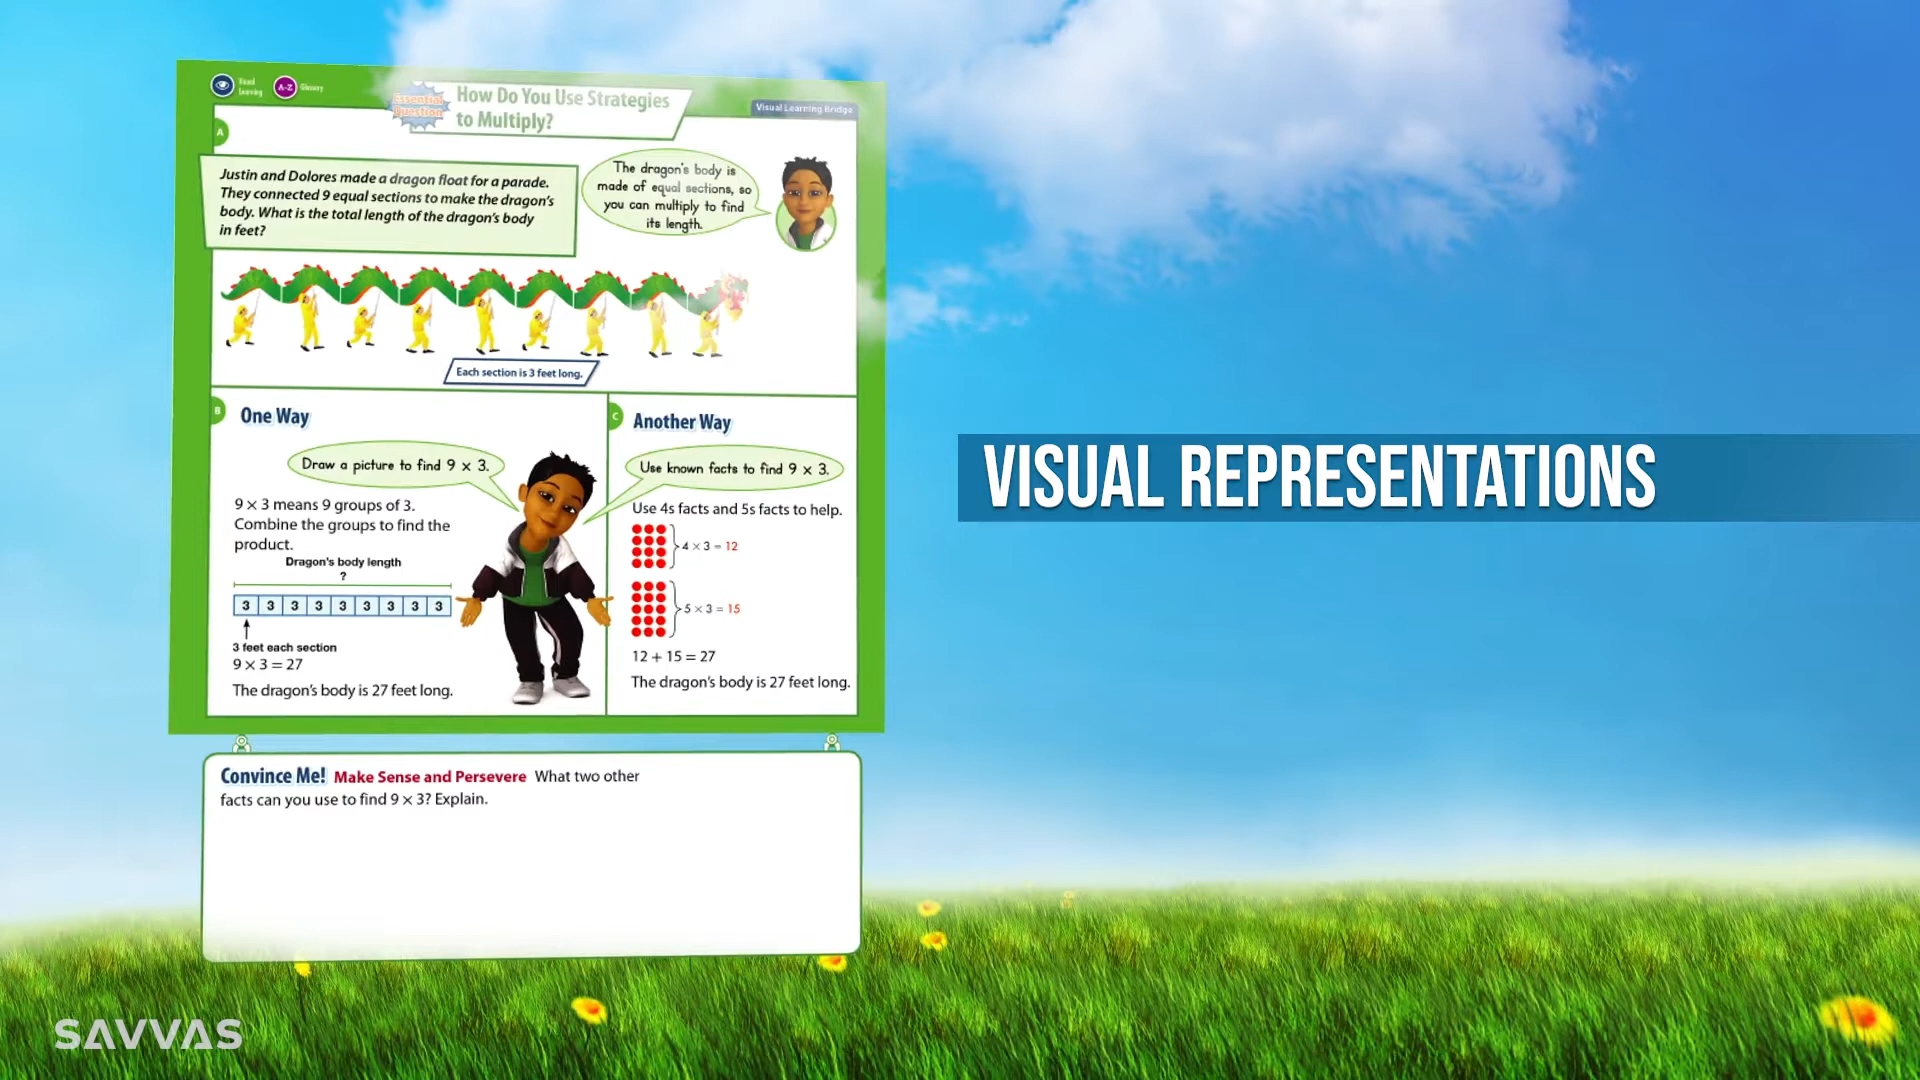 Visual
Learning
A-Z
Glossary
Essential
Question
How Do You Use Strategies
to Multiply?
Visual Learning Bridge
A
Justin and Dolores made a dragon float for a parade.
They connected 9 equal sections to make the dragon's
body. What is the total length of the dragon's body
in feet?
The dragon's body is
made of equal sections, so
you can multiply to find
its length.
Each section is 3 feet long.
B
One Way
Draw a picture to find 9 × 3.
9 × 3 means 9 groups of 3.
Combine the groups to find the
product.
Dragon's body length
?
3 3 3 3 3 3 3 3 3
3 feet each section
9 × 3 = 27
The dragon's body is 27 feet long.
C
Another Way
Use known facts to find 9 × 3.
Use 4s facts and 5s facts to help.
4 × 3 = 12
5 × 3 = 15
12 + 15 = 27
The dragon's body is 27 feet long.
Convince Me! Make Sense and Persevere What two other
facts can you use to find 9 × 3? Explain.
VISUAL REPRESENTATIONS
SAVVAS